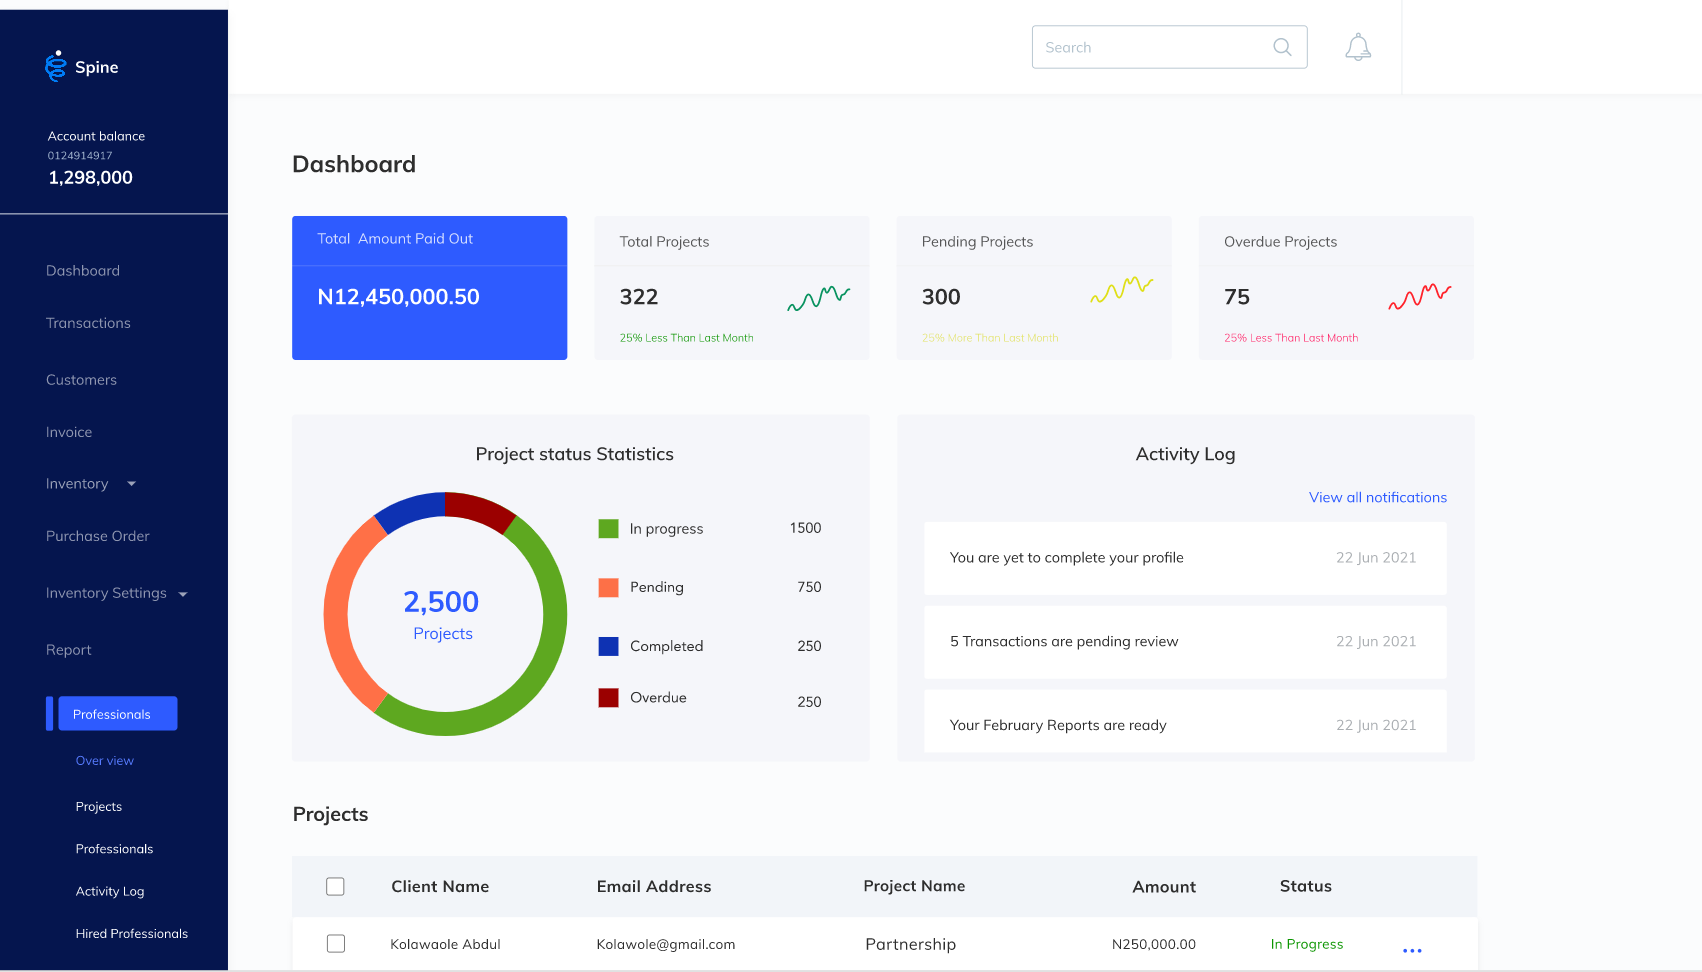 Spine
Account balance
0124914917
1,298,000
Dashboard
Transactions
Customers
Invoice
Inventory
Purchase Order
Inventory Settings
Report
Professionals
Over view
Projects
Professionals
Activity Log
Hired Professionals
Search
Dashboard
Total Amount Paid Out
N12,450,000.50
Total Projects
322
25% Less Than Last Month
Pending Projects
300
25% More Than Last Month
Overdue Projects
75
25% Less Than Last Month
Project status Statistics
2,500
Projects
In progress 1500
Pending 750
Completed 250
Overdue 250
Activity Log
View all notifications
You are yet to complete your profile 22 Jun 2021
5 Transactions are pending review 22 Jun 2021
Your February Reports are ready 22 Jun 2021
Projects
Client Name Email Address Project Name Amount Status
Kolawaole Abdul Kolawole@gmail.com Partnership N250,000.00 In Progress